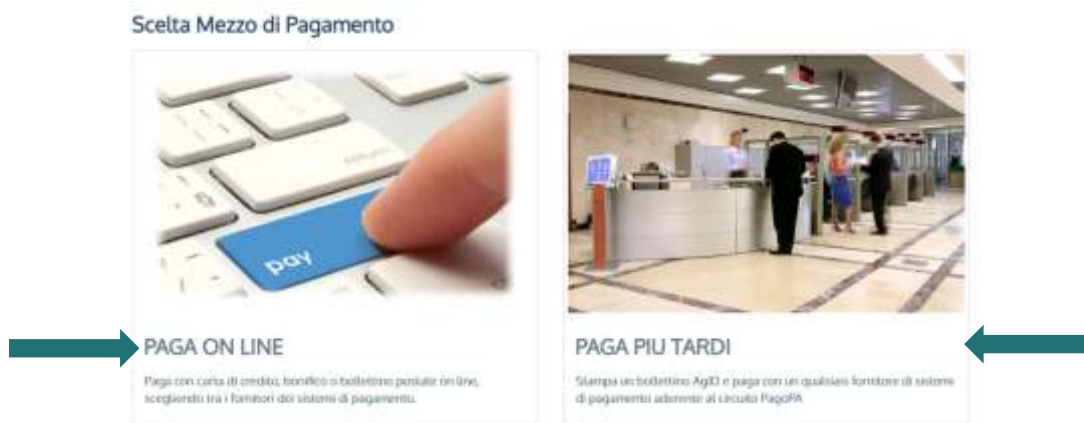 Scelta Mezzo di Pagamento
return
pay
PAGA ON LINE
Paga con carta di credito, bonifico o bollettino postale on line,
scegliendo tra i fornitori dei sistemi di pagamento.
PAGA PIU TARDI
Stampa un bollettino AgID e paga con un qualsiasi fornitore di sistemi
di pagamento aderente al circuito PagoPA